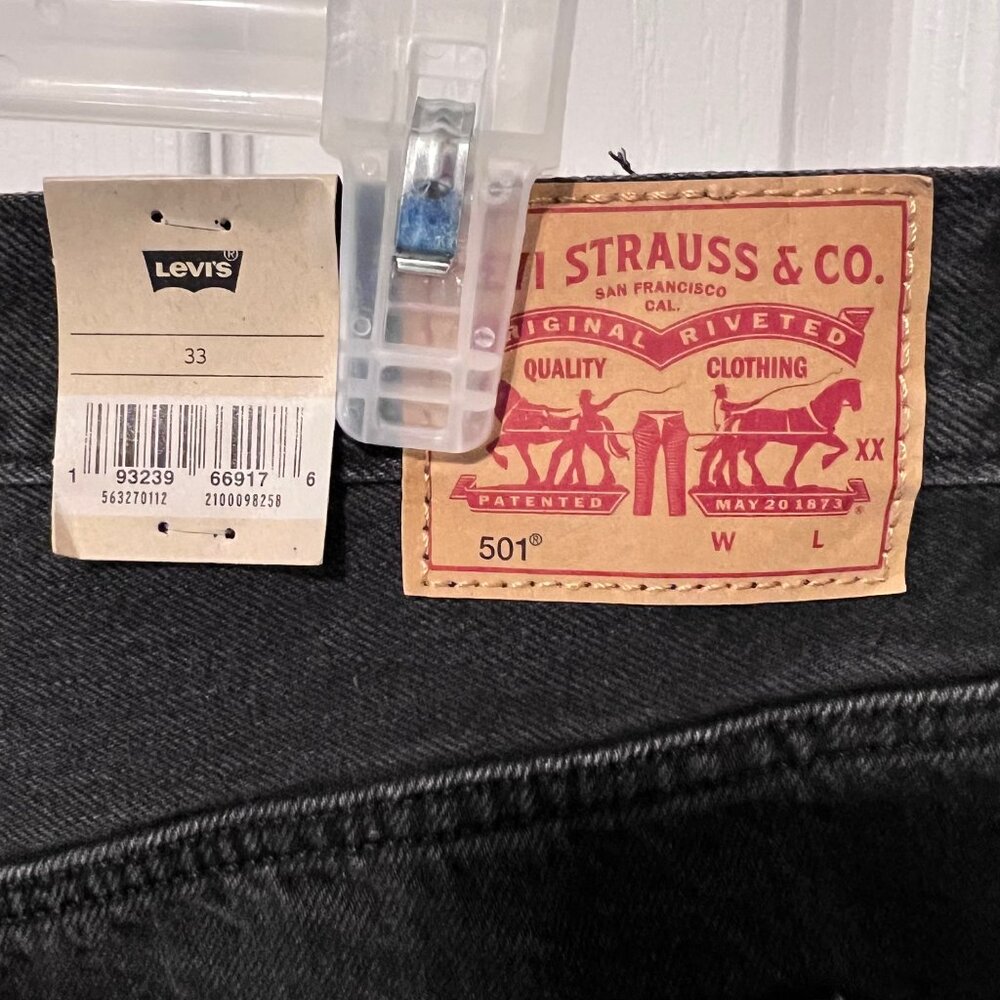 LEVI'S®
33
1 93239 66917 6
563270112 2100098258
STRAUSS & CO.
SAN FRANCISCO
CAL.
ORIGINAL RIVETED
QUALITY CLOTHING
XX
PATENTED MAY 20 1873 ®
501® W L